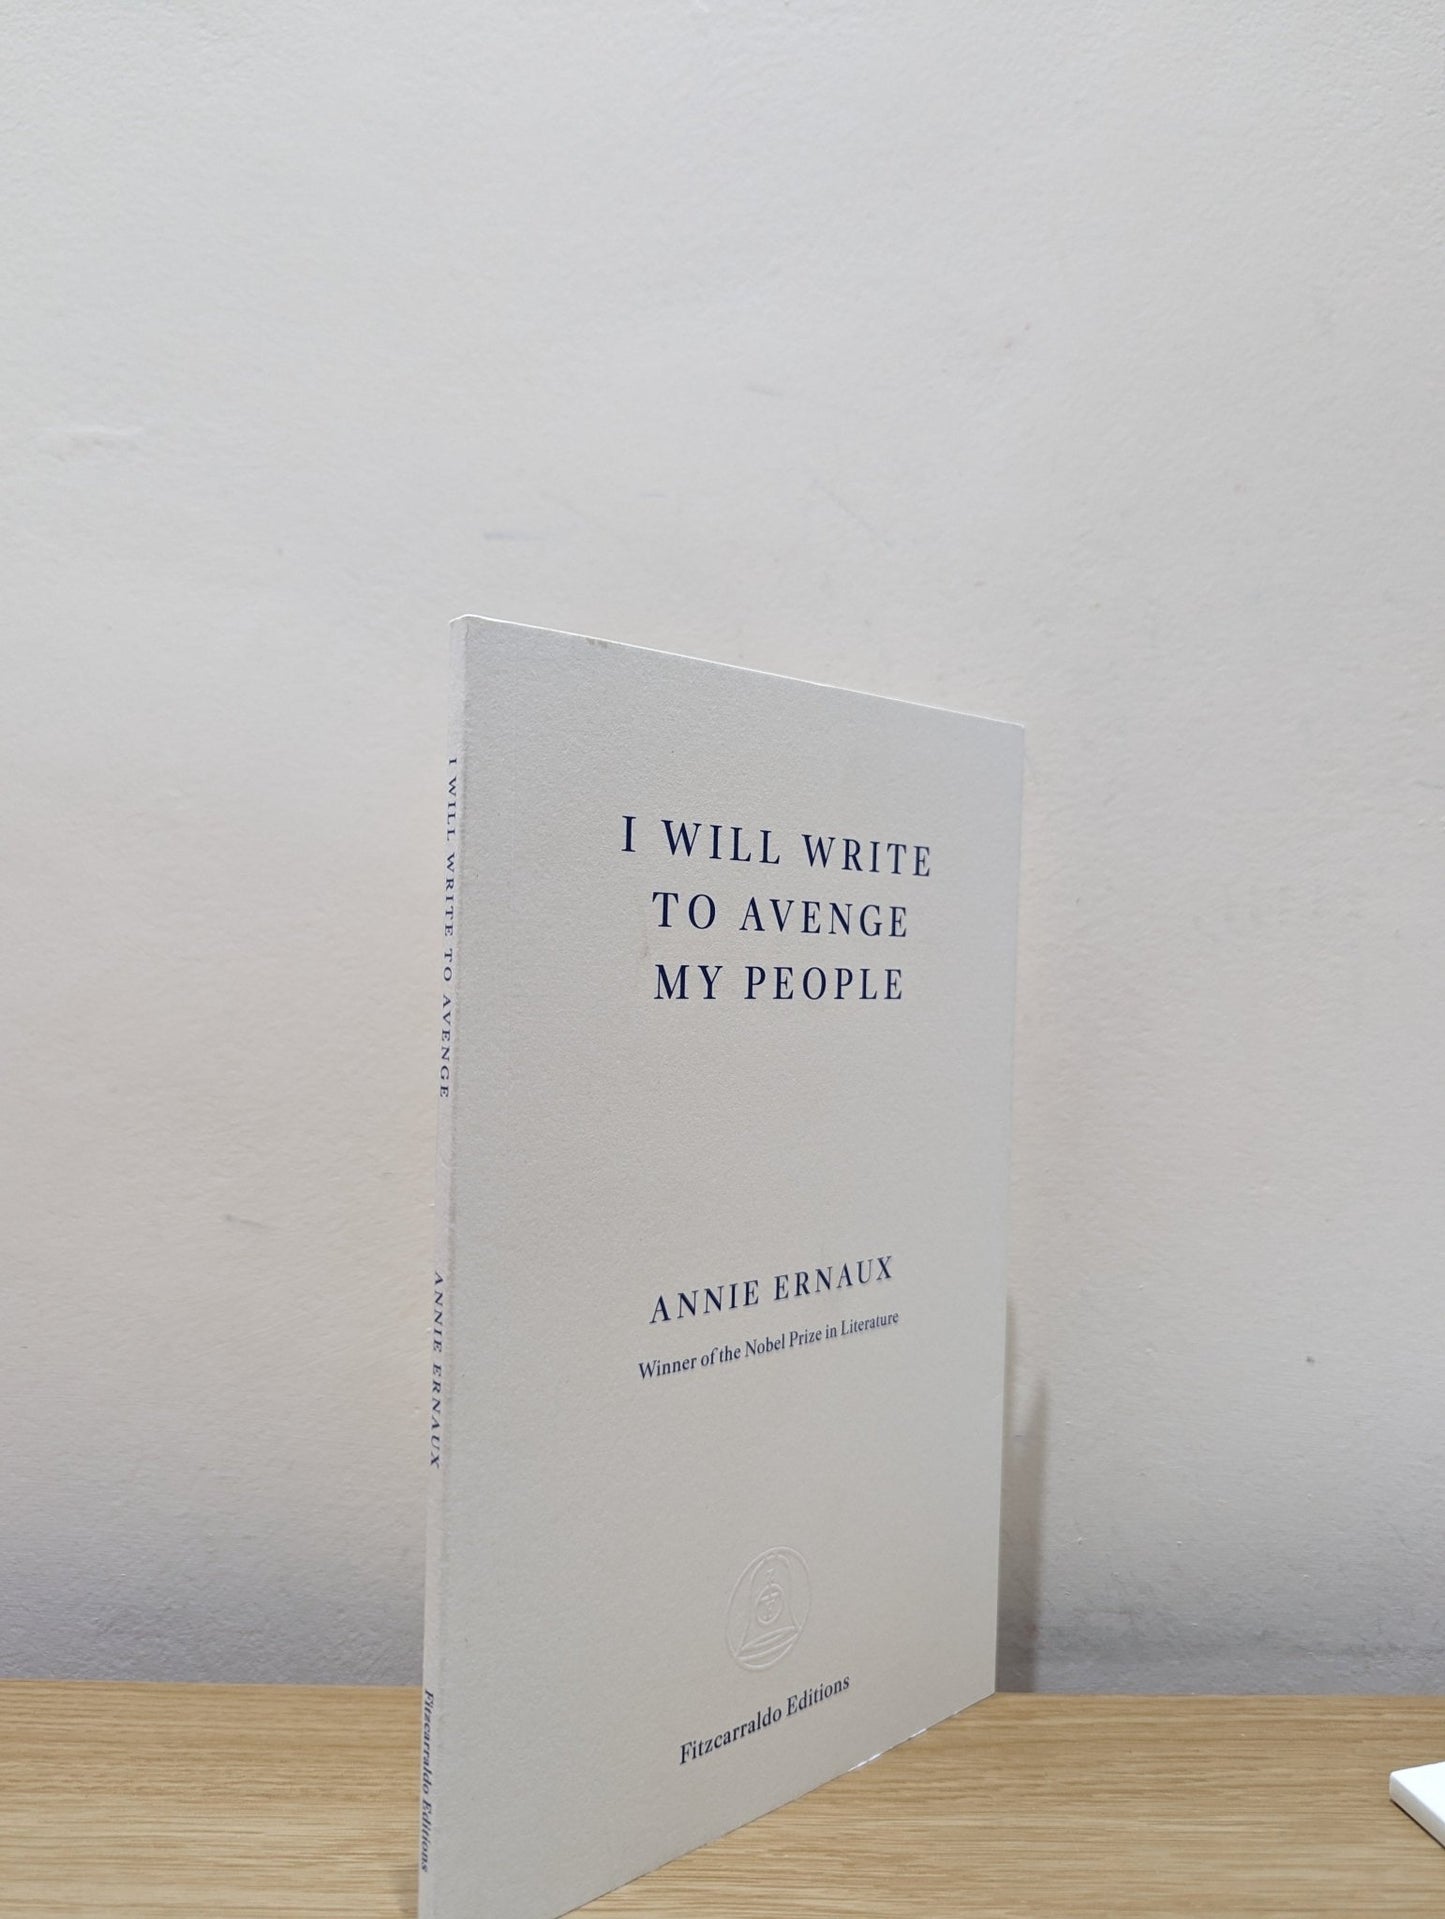 I WILL WRITE
TO AVENGE
MY PEOPLE
ANNIE ERNAUX
Winner of the Nobel Prize in Literature
Fitzcarraldo Editions
I WILL WRITE TO AVENGE
ANNIE ERNAUX
Fitzcarraldo Editions